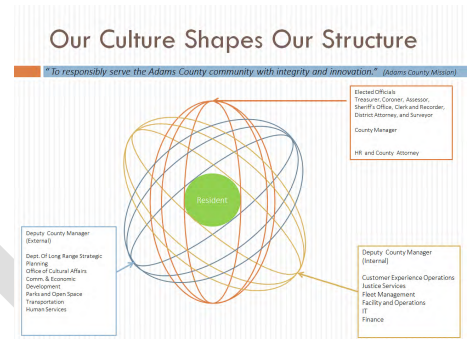 Our Culture Shapes Our Structure
"To responsibly serve the Adams County community with integrity and innovation." (Adams County Mission)
Elected Officials
Treasurer, Coroner, Assessor,
Sheriff's Office, Clerk and Recorder,
District Attorney, and Surveyor
County Manager
HR and County Attorney
Resident
Deputy County Manager
(External)
Dept. Of Long Range Strategic
Planning
Office of Cultural Affairs
Comm. & Economic
Development
Parks and Open Space
Transportation
Human Services
Deputy County Manager
(Internal)
Customer Experience Operations
Justice Services
Fleet Management
Facility and Operations
IT
Finance